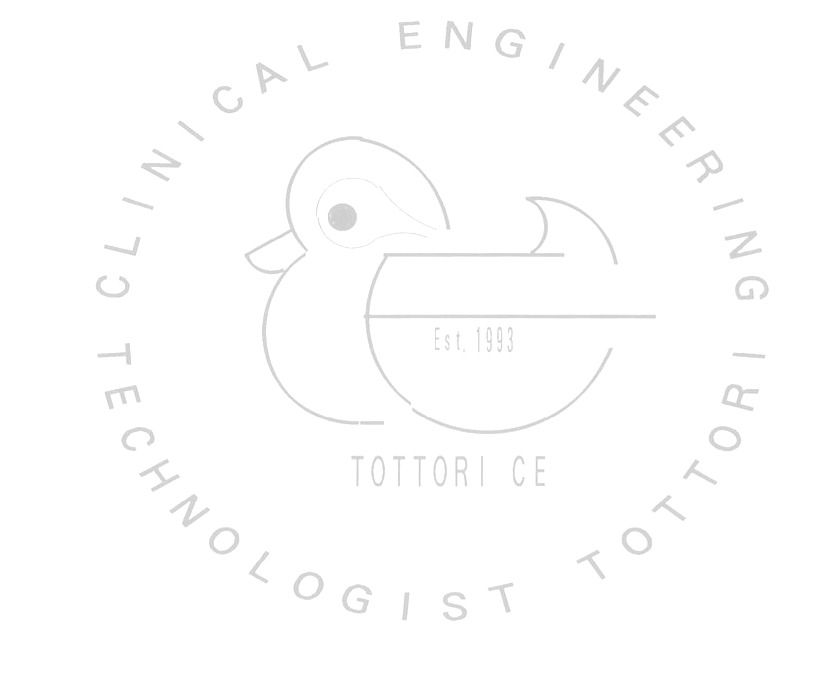 CLINICAL ENGINEERING
TECHNOLOGIST TOTTORI
Est. 1993
TOTTORI CE